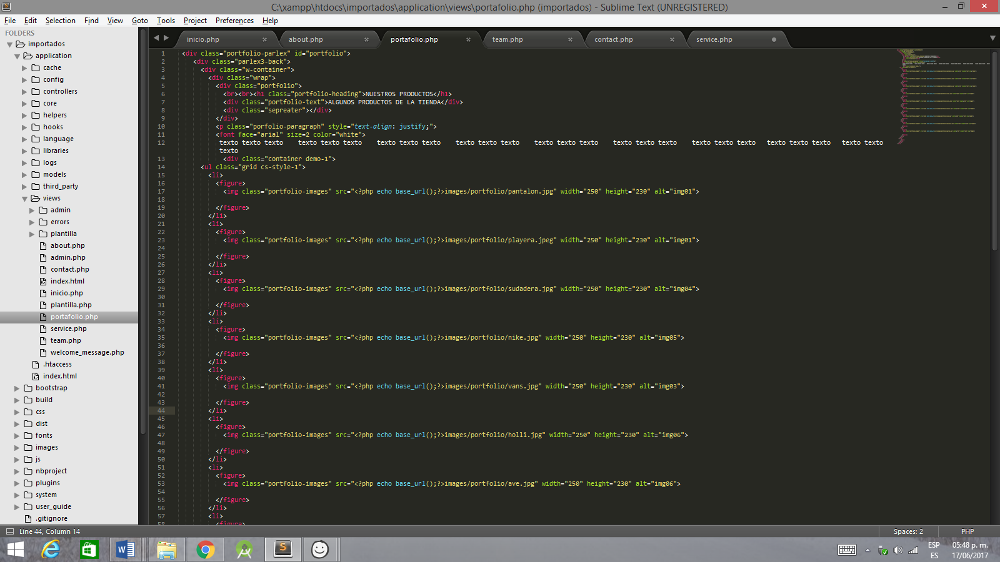 C:\xampp\htdocs\importados\application\views\portafolio.php (importados) - Sublime Text (UNREGISTERED)
File Edit Selection Find View Goto Tools Project Preferences Help
FOLDERS
importados
application
cache
config
controllers
core
helpers
hooks
language
libraries
logs
models
third_party
views
admin
errors
plantilla
about.php
admin.php
contact.php
index.html
inicio.php
plantilla.php
portafolio.php
service.php
team.php
welcome_message.php
.htaccess
index.html
bootstrap
build
css
dist
fonts
images
js
nbproject
plugins
system
user_guide
.gitignore
inicio.php about.php portafolio.php team.php contact.php service.php
1 <div class="portfolio-parlex" id="portfolio">
2 <div class="parlex3-back">
3 <div class="w-container">
4 <div class="wrap">
5 <div class="portfolio">
6 <br><br><h1 class="portfolio-heading">NUESTROS PRODUCTOS</h1>
7 <div class="portfolio-text">ALGUNOS PRODUCTOS DE LA TIENDA</div>
8 <div class="sepreater"></div>
9 </div>
10 <p class="porfolio-paragraph" style="text-align: justify;">
11 <font face="arial" size=2 color="white">
12 texto texto texto texto texto texto texto texto texto texto texto texto texto texto texto texto texto texto texto texto texto texto texto texto texto texto
texto
13 <div class="container demo-1">
14 <ul class="grid cs-style-1">
15 <li>
16 <figure>
17 <img class="portfolio-images" src="<?php echo base_url();?>images/portfolio/pantalon.jpg" width="250" height="230" alt="img01">
18
19 </figure>
20 </li>
21 <li>
22 <figure>
23 <img class="portfolio-images" src="<?php echo base_url();?>images/portfolio/playera.jpeg" width="250" height="230" alt="img01">
24
25 </figure>
26 </li>
27 <li>
28 <figure>
29 <img class="portfolio-images" src="<?php echo base_url();?>images/portfolio/sudadera.jpg" width="250" height="230" alt="img04">
30
31 </figure>
32 </li>
33 <li>
34 <figure>
35 <img class="portfolio-images" src="<?php echo base_url();?>images/portfolio/nike.jpg" width="250" height="230" alt="img05">
36
37 </figure>
38 </li>
39 <li>
40 <figure>
41 <img class="portfolio-images" src="<?php echo base_url();?>images/portfolio/vans.jpg" width="250" height="230" alt="img03">
42
43 </figure>
44 </li>
45 <li>
46 <figure>
47 <img class="portfolio-images" src="<?php echo base_url();?>images/portfolio/holli.jpg" width="250" height="230" alt="img06">
48
49 </figure>
50 </li>
51 <li>
52 <figure>
53 <img class="portfolio-images" src="<?php echo base_url();?>images/portfolio/ave.jpg" width="250" height="230" alt="img06">
54
55 </figure>
56 </li>
57 <li>
58 <figure>
Line 44, Column 14 Spaces: 2 PHP
ESP 05:48 p. m.
ES 17/06/2017